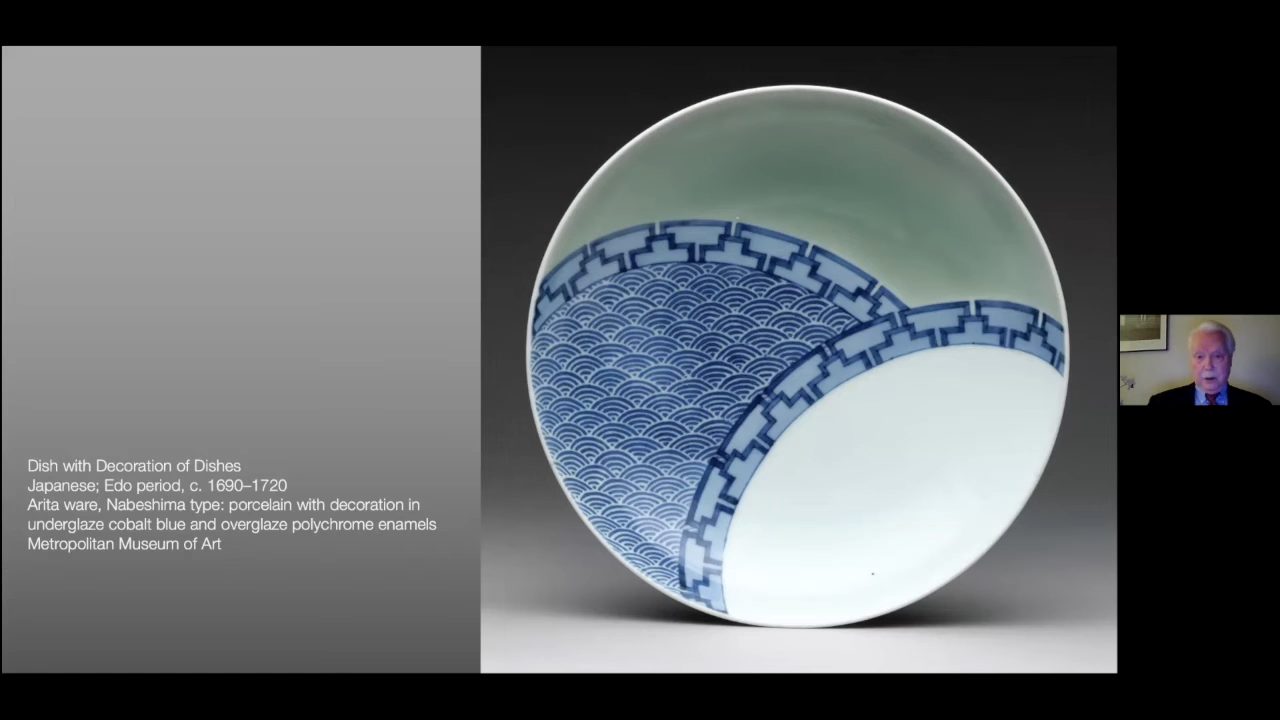 Dish with Decoration of Dishes
Japanese; Edo period, c. 1690–1720
Arita ware, Nabeshima type: porcelain with decoration in
underglaze cobalt blue and overglaze polychrome enamels
Metropolitan Museum of Art